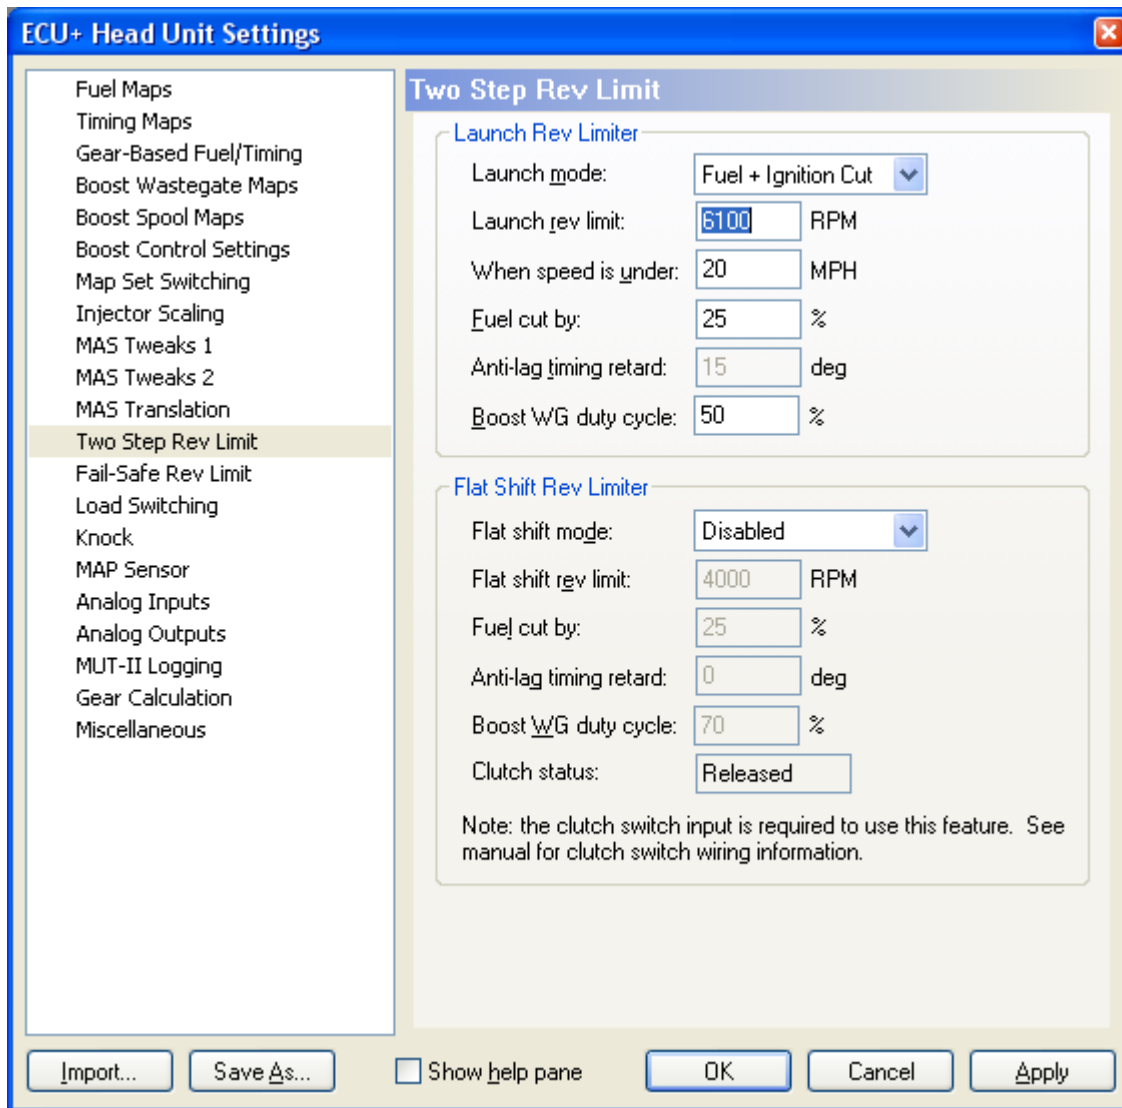 ECU+ Head Unit Settings
Fuel Maps
Timing Maps
Gear-Based Fuel/Timing
Boost Wastegate Maps
Boost Spool Maps
Boost Control Settings
Map Set Switching
Injector Scaling
MAS Tweaks 1
MAS Tweaks 2
MAS Translation
Two Step Rev Limit
Fail-Safe Rev Limit
Load Switching
Knock
MAP Sensor
Analog Inputs
Analog Outputs
MUT-II Logging
Gear Calculation
Miscellaneous
Two Step Rev Limit
Launch Rev Limiter
Launch mode: Fuel + Ignition Cut
Launch rev limit: 6100 RPM
When speed is under: 20 MPH
Fuel cut by: 25 %
Anti-lag timing retard: 15 deg
Boost WG duty cycle: 50 %
Flat Shift Rev Limiter
Flat shift mode: Disabled
Flat shift rev limit: 4000 RPM
Fuel cut by: 25 %
Anti-lag timing retard: 0 deg
Boost WG duty cycle: 70 %
Clutch status: Released
Note: the clutch switch input is required to use this feature. See
manual for clutch switch wiring information.
Import... Save As... Show help pane OK Cancel Apply